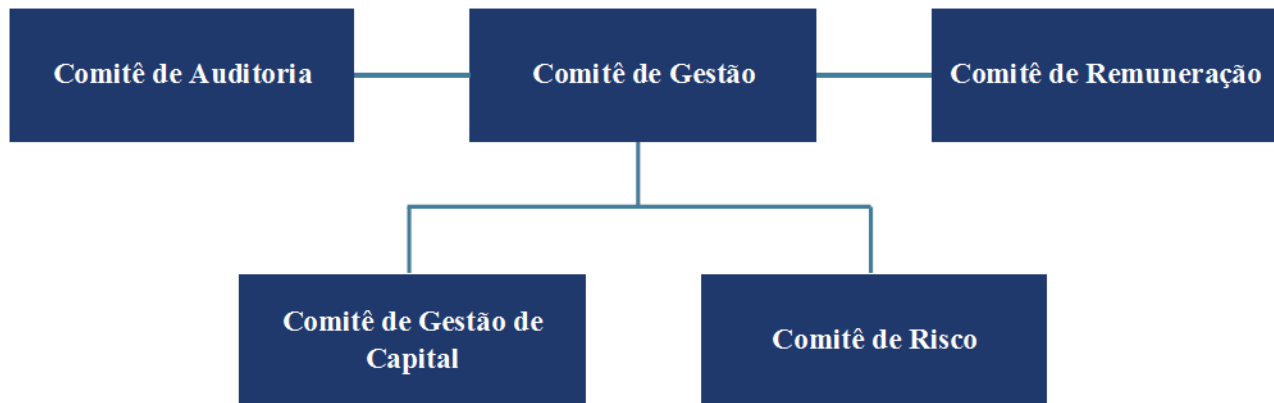 Comitê de Auditoria
Comitê de Gestão
Comitê de Remuneração
Comitê de Gestão de
Capital
Comitê de Risco